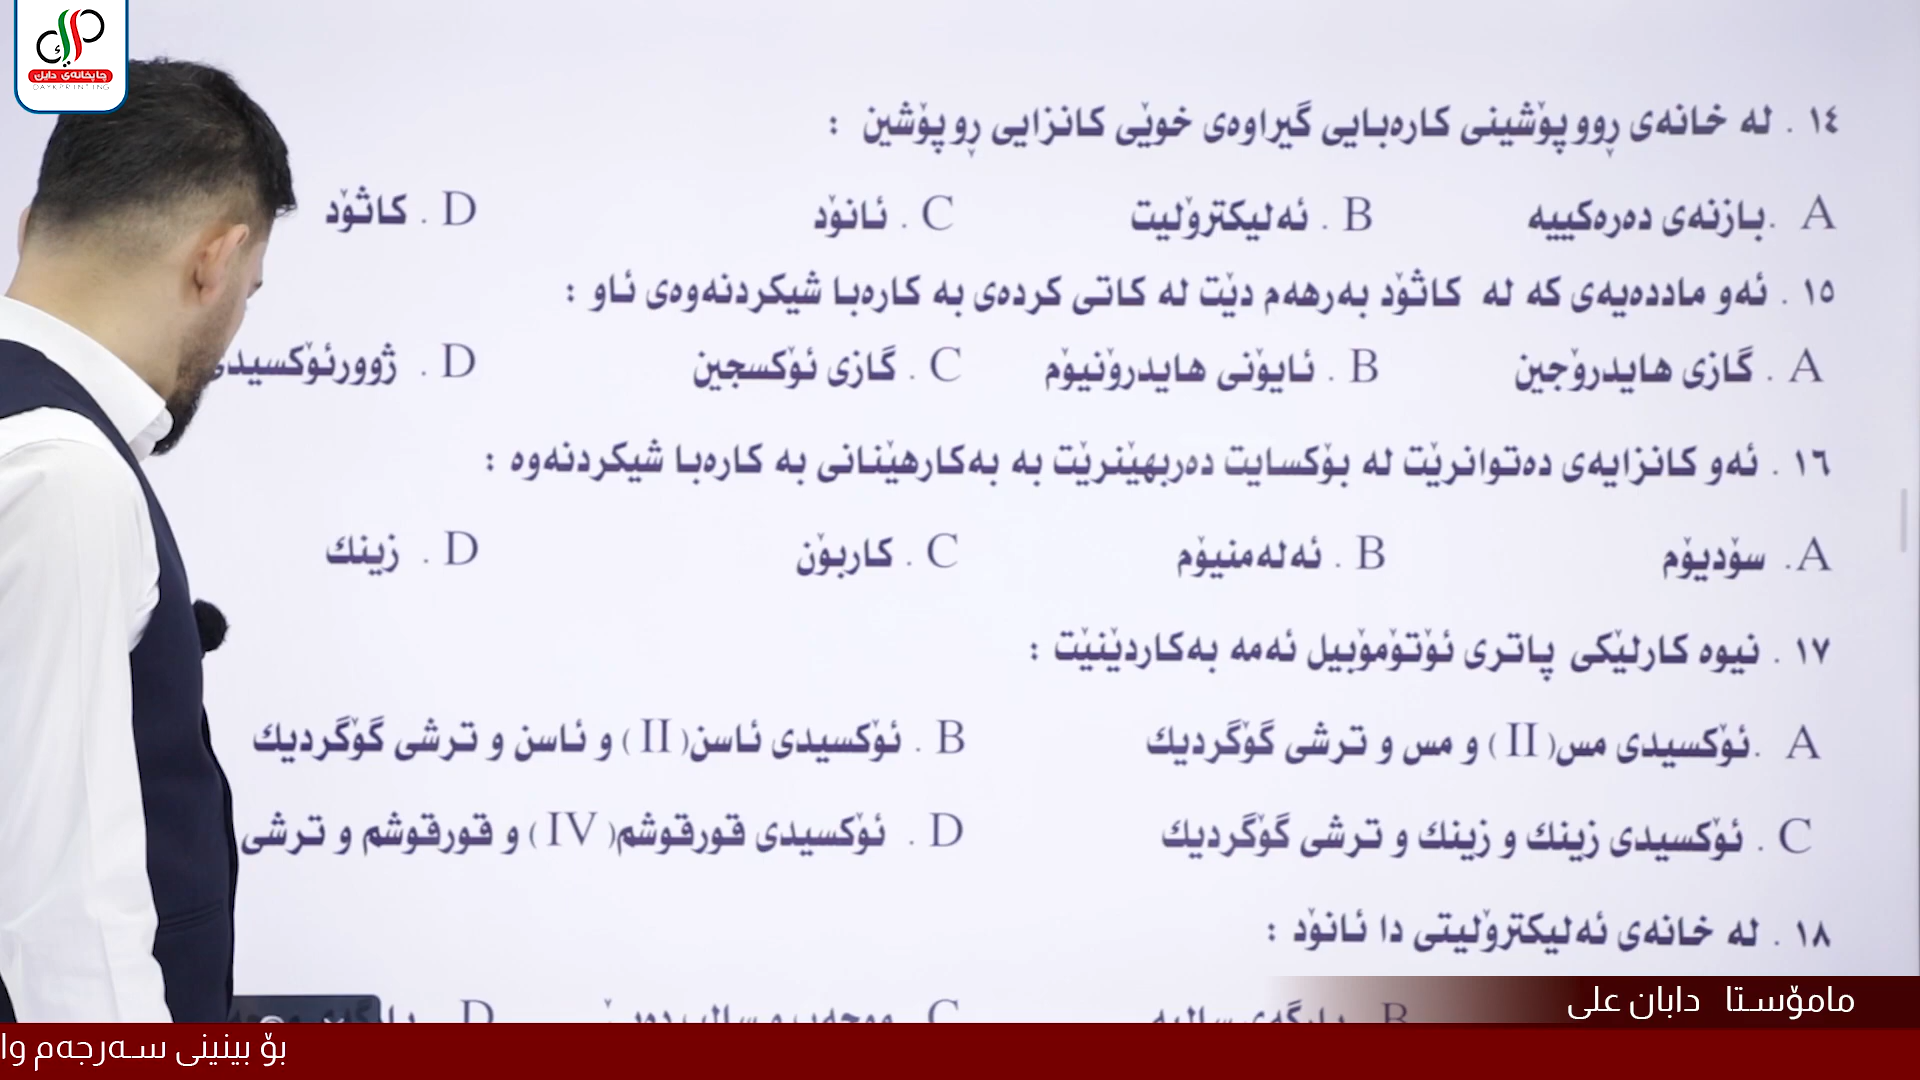 چاپخانەی دایك
DAYKPRINTING
١٤ . لە خانەی ڕووپۆشینی کارەبایی گیراوەی خوێی کانزایی ڕوپۆشین :
A .بازنەی دەرەکییە B . ئەلیکترۆلیت C . ئانۆد D . کاثۆد
١٥ . ئەو ماددەیەی کە لە کاثۆد بەرهەم دێت لە کاتی کردەی بە کارەبا شیکردنەوەی ئاو :
A . گازی هایدرۆجین B . ئایۆنی هایدرۆنیۆم C . گازی ئۆکسجین D . ژوورئۆکسیدی
١٦ . ئەو کانزایەی دەتوانرێت لە بۆکسایت دەربهێنرێت بە بەکارهێنانی بە کارەبا شیکردنەوە :
A. سۆدیۆم B . ئەلەمنیۆم C . کاربۆن D . زینك
١٧ . نیوە کارلێکی پاتری ئۆتۆمۆبیل ئەمە بەکاردێنێت :
A .ئۆکسیدی مس(II) و مس و ترشی گۆگردیك B . ئۆکسیدی ئاسن(II) و ئاسن و ترشی گۆگردیك
C . ئۆکسیدی زینك و زینك و ترشی گۆگردیك D . ئۆکسیدی قورقوشم(IV) و قورقوشم و ترشی
١٨ . لە خانەی ئەلیکترۆلیتی دا ئانۆد :
B . بارگەی سالبە C . D .
مامۆستا دابان علی
بۆ بینینی سەرجەم وا